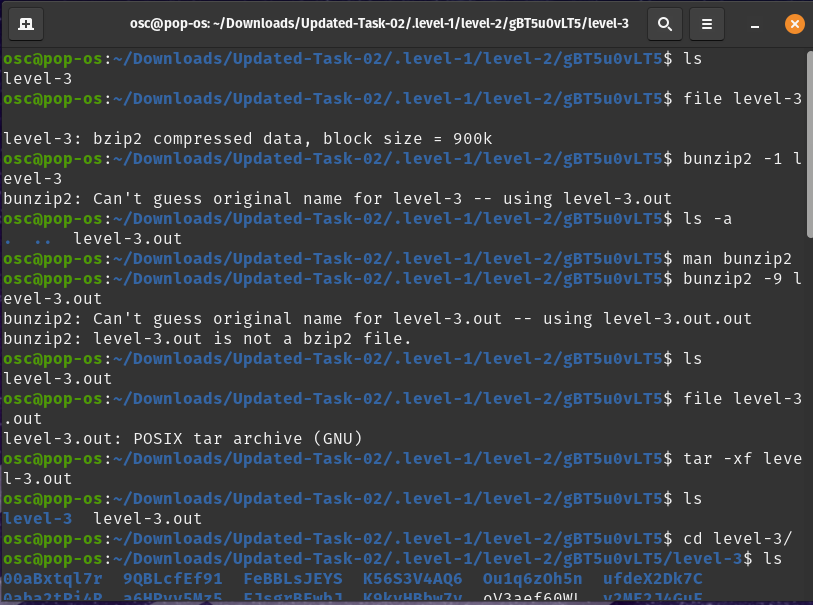 osc@pop-os: ~/Downloads/Updated-Task-02/.level-1/level-2/gBT5u0vLT5/level-3
osc@pop-os:~/Downloads/Updated-Task-02/.level-1/level-2/gBT5u0vLT5$ ls
level-3
osc@pop-os:~/Downloads/Updated-Task-02/.level-1/level-2/gBT5u0vLT5$ file level-3
level-3: bzip2 compressed data, block size = 900k
osc@pop-os:~/Downloads/Updated-Task-02/.level-1/level-2/gBT5u0vLT5$ bunzip2 -1 l
evel-3
bunzip2: Can't guess original name for level-3 -- using level-3.out
osc@pop-os:~/Downloads/Updated-Task-02/.level-1/level-2/gBT5u0vLT5$ ls -a
.  ..  level-3.out
osc@pop-os:~/Downloads/Updated-Task-02/.level-1/level-2/gBT5u0vLT5$ man bunzip2
osc@pop-os:~/Downloads/Updated-Task-02/.level-1/level-2/gBT5u0vLT5$ bunzip2 -9 l
evel-3.out
bunzip2: Can't guess original name for level-3.out -- using level-3.out.out
bunzip2: level-3.out is not a bzip2 file.
osc@pop-os:~/Downloads/Updated-Task-02/.level-1/level-2/gBT5u0vLT5$ ls
level-3.out
osc@pop-os:~/Downloads/Updated-Task-02/.level-1/level-2/gBT5u0vLT5$ file level-3
.out
level-3.out: POSIX tar archive (GNU)
osc@pop-os:~/Downloads/Updated-Task-02/.level-1/level-2/gBT5u0vLT5$ tar -xf leve
l-3.out
osc@pop-os:~/Downloads/Updated-Task-02/.level-1/level-2/gBT5u0vLT5$ ls
level-3  level-3.out
osc@pop-os:~/Downloads/Updated-Task-02/.level-1/level-2/gBT5u0vLT5$ cd level-3/
osc@pop-os:~/Downloads/Updated-Task-02/.level-1/level-2/gBT5u0vLT5/level-3$ ls
00aBxtql7r  9QBLcfEf91  FeBBLsJEYS  K56S3V4AQ6  Ou1q6zOh5n  ufdeX2Dk7C